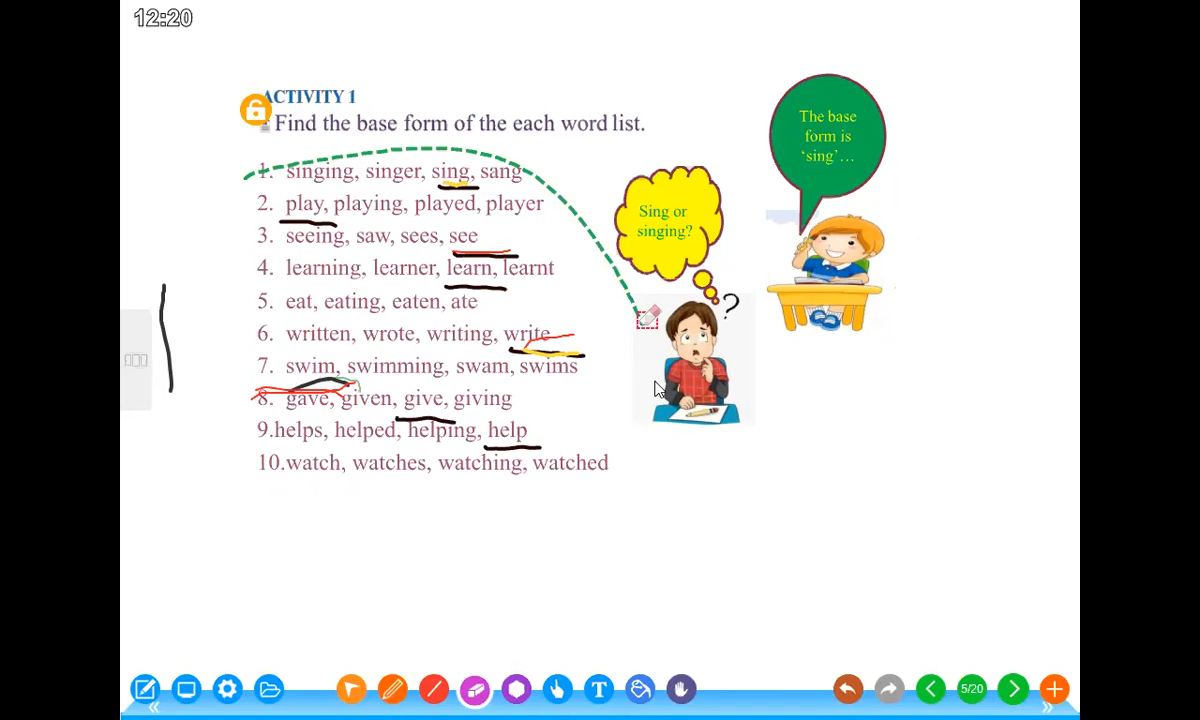 12:20
ACTIVITY 1
Find the base form of the each word list.
The base
form is
‘sing’…
1. singing, singer, sing, sang
2. play, playing, played, player
3. seeing, saw, sees, see
4. learning, learner, learn, learnt
5. eat, eating, eaten, ate
6. written, wrote, writing, write
7. swim, swimming, swam, swims
8. gave, given, give, giving
9.helps, helped, helping, help
10.watch, watches, watching, watched
Sing or
singing?
?
T
5/20